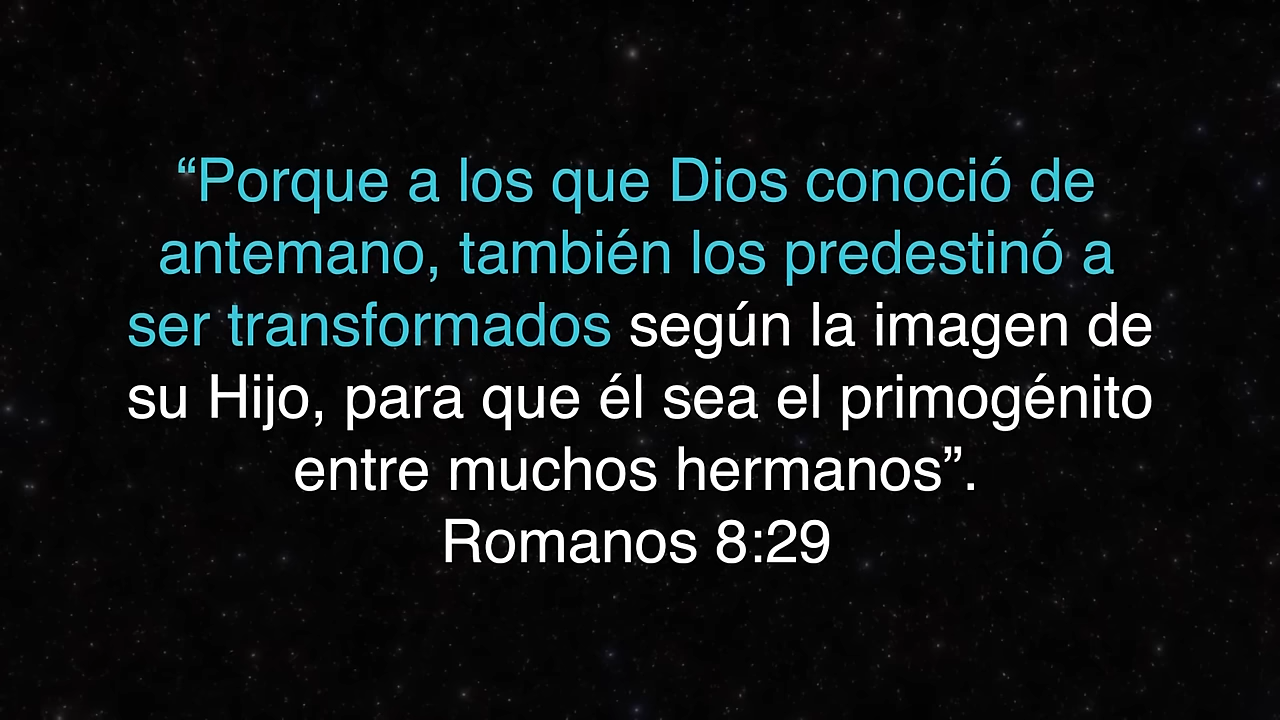 “Porque a los que Dios conoció de
antemano, también los predestinó a
ser transformados según la imagen de
su Hijo, para que él sea el primogénito
entre muchos hermanos”.
Romanos 8:29